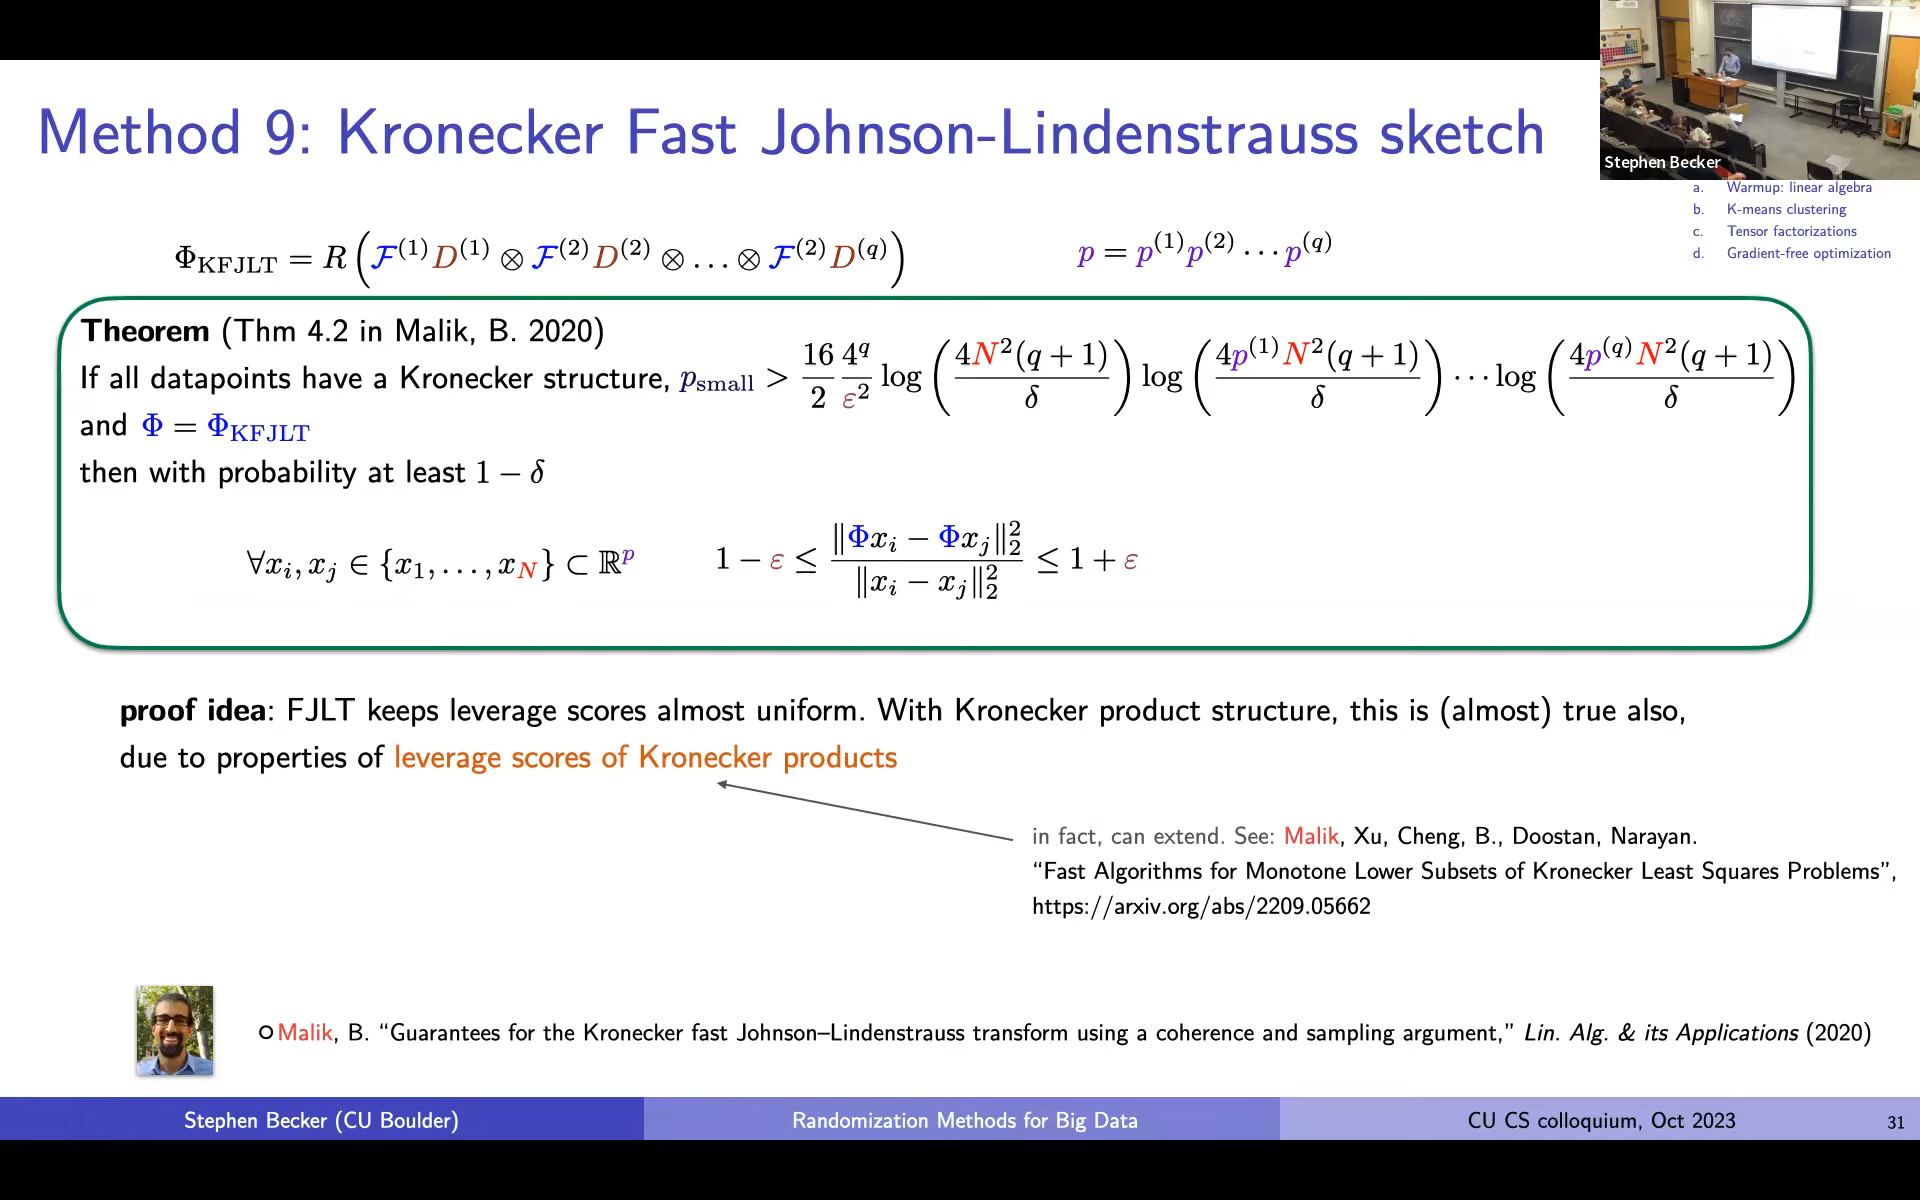 Method 9: Kronecker Fast Johnson-Lindenstrauss sketch
Stephen Becker
a. Warmup: linear algebra
b. K-means clustering
c. Tensor factorizations
d. Gradient-free optimization
Φ_KFJLT = R(ℱ^(1)D^(1) ⊗ ℱ^(2)D^(2) ⊗ … ⊗ ℱ^(2)D^(q))
p = p^(1)p^(2) ⋯ p^(q)
Theorem (Thm 4.2 in Malik, B. 2020)
If all datapoints have a Kronecker structure, p_small > 16/2 4^q/ε^2 log(4N^2(q + 1)/δ) log(4p^(1)N^2(q + 1)/δ) ⋯ log(4p^(q)N^2(q + 1)/δ)
and Φ = Φ_KFJLT
then with probability at least 1 − δ
∀x_i, x_j ∈ {x_1, …, x_N} ⊂ ℝ^p 1 − ε ≤ ‖Φx_i − Φx_j‖_2^2 / ‖x_i − x_j‖_2^2 ≤ 1 + ε
proof idea: FJLT keeps leverage scores almost uniform. With Kronecker product structure, this is (almost) true also,
due to properties of leverage scores of Kronecker products
in fact, can extend. See: Malik, Xu, Cheng, B., Doostan, Narayan.
“Fast Algorithms for Monotone Lower Subsets of Kronecker Least Squares Problems”,
https://arxiv.org/abs/2209.05662
Malik, B. “Guarantees for the Kronecker fast Johnson–Lindenstrauss transform using a coherence and sampling argument,” Lin. Alg. & its Applications (2020)
Stephen Becker (CU Boulder)
Randomization Methods for Big Data
CU CS colloquium, Oct 2023
31